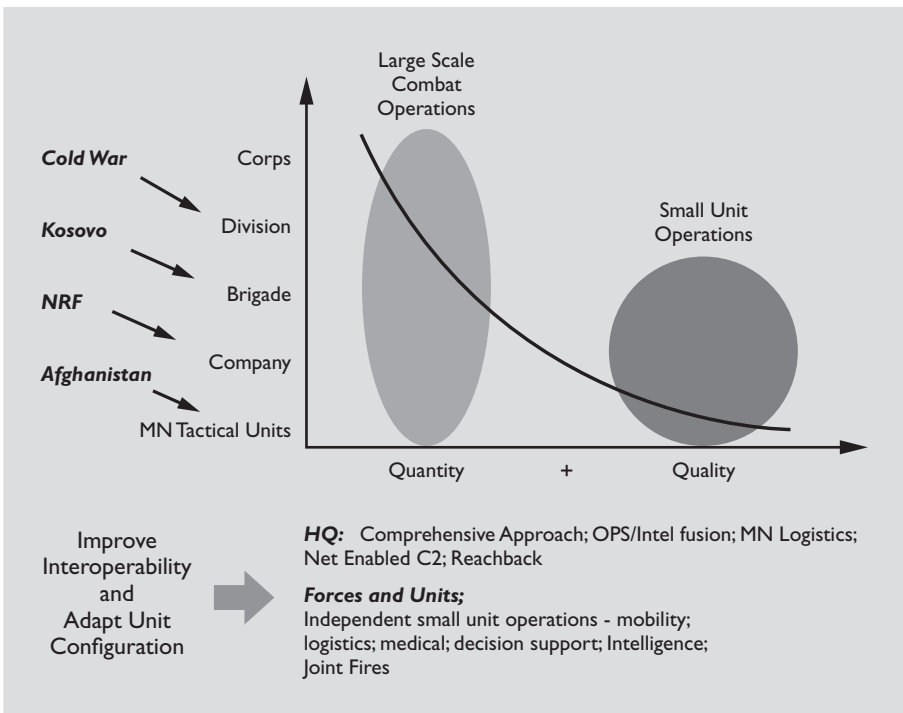 Large Scale
Combat
Operations
Cold War
Corps
Kosovo
Division
Small Unit
Operations
NRF
Brigade
Afghanistan
Company
MN Tactical Units
Quantity
+
Quality
Improve
Interoperability
and
Adapt Unit
Configuration
HQ: Comprehensive Approach; OPS/Intel fusion; MN Logistics;
Net Enabled C2; Reachback
Forces and Units;
Independent small unit operations - mobility;
logistics; medical; decision support; Intelligence;
Joint Fires